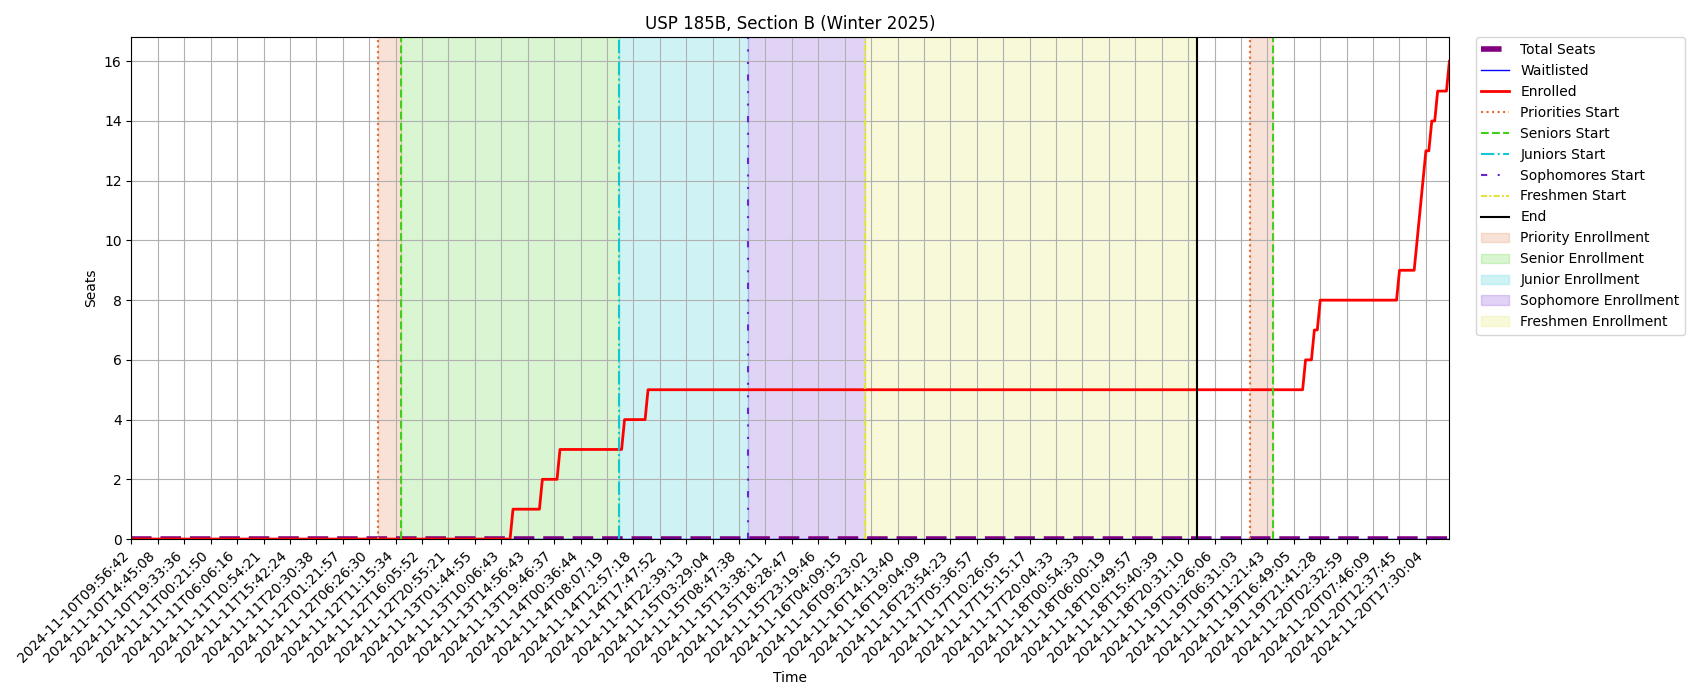 USP 185B, Section B (Winter 2025)
16
14
12
10
8
6
4
2
0
Seats
2024-11-10T09:56:42
2024-11-10T14:45:08
2024-11-10T19:33:36
2024-11-11T00:21:50
2024-11-11T06:06:16
2024-11-11T10:54:21
2024-11-11T15:42:24
2024-11-11T20:30:38
2024-11-12T01:21:57
2024-11-12T06:26:30
2024-11-12T11:15:34
2024-11-12T16:05:52
2024-11-12T20:55:21
2024-11-13T01:44:55
2024-11-13T10:06:43
2024-11-13T14:56:43
2024-11-13T19:46:37
2024-11-14T00:36:44
2024-11-14T08:07:19
2024-11-14T12:57:18
2024-11-14T17:47:52
2024-11-14T22:39:13
2024-11-15T03:29:04
2024-11-15T08:47:38
2024-11-15T13:38:11
2024-11-15T18:28:47
2024-11-15T23:19:46
2024-11-16T04:09:15
2024-11-16T09:23:02
2024-11-16T14:13:40
2024-11-16T19:04:09
2024-11-16T23:54:23
2024-11-17T05:36:57
2024-11-17T10:26:05
2024-11-17T15:15:17
2024-11-17T20:04:33
2024-11-18T00:54:33
2024-11-18T06:00:19
2024-11-18T10:49:57
2024-11-18T15:40:39
2024-11-18T20:31:10
2024-11-19T01:26:06
2024-11-19T06:31:03
2024-11-19T11:21:43
2024-11-19T16:49:05
2024-11-19T21:41:28
2024-11-20T02:32:59
2024-11-20T07:46:09
2024-11-20T12:37:45
2024-11-20T17:30:04
Time
Total Seats
Waitlisted
Enrolled
Priorities Start
Seniors Start
Juniors Start
Sophomores Start
Freshmen Start
End
Priority Enrollment
Senior Enrollment
Junior Enrollment
Sophomore Enrollment
Freshmen Enrollment